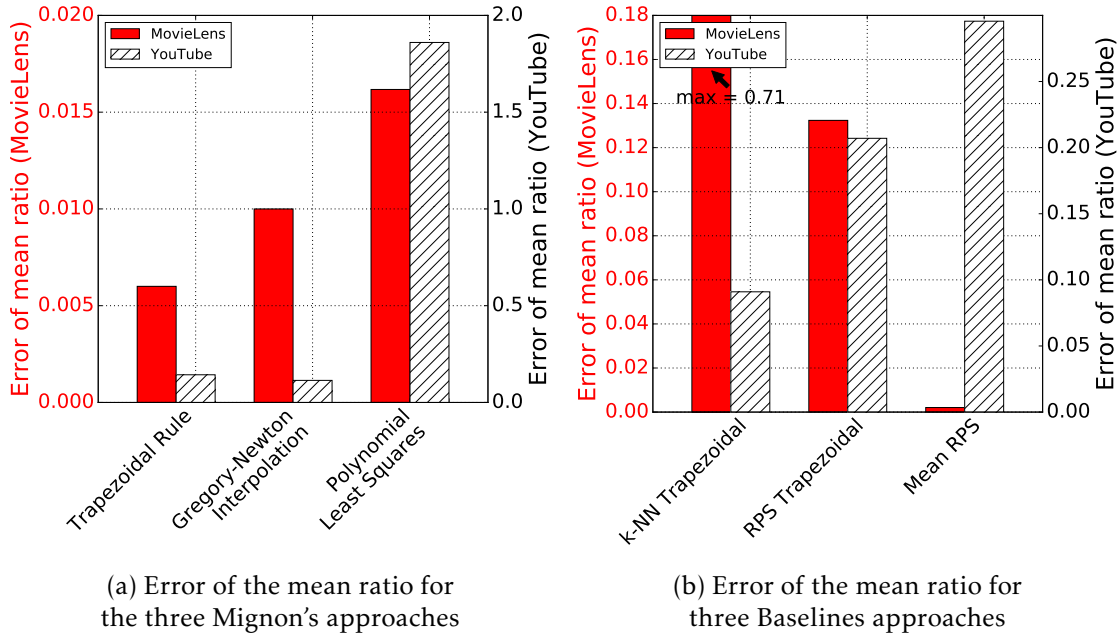 0.020
0.015
0.010
0.005
0.000
Error of mean ratio (MovieLens)
MovieLens
YouTube
2.0
1.5
1.0
0.5
0.0
Error of mean ratio (YouTube)
Trapezoidal Rule
Gregory-Newton
Interpolation
Polynomial
Least Squares
(a) Error of the mean ratio for
the three Mignon's approaches
0.18
0.16
0.14
0.12
0.10
0.08
0.06
0.04
0.02
0.00
Error of mean ratio (MovieLens)
MovieLens
YouTube
max = 0.71
0.25
0.20
0.15
0.10
0.05
0.00
Error of mean ratio (YouTube)
k-NN Trapezoidal
RPS Trapezoidal
Mean RPS
(b) Error of the mean ratio for
three Baselines approaches